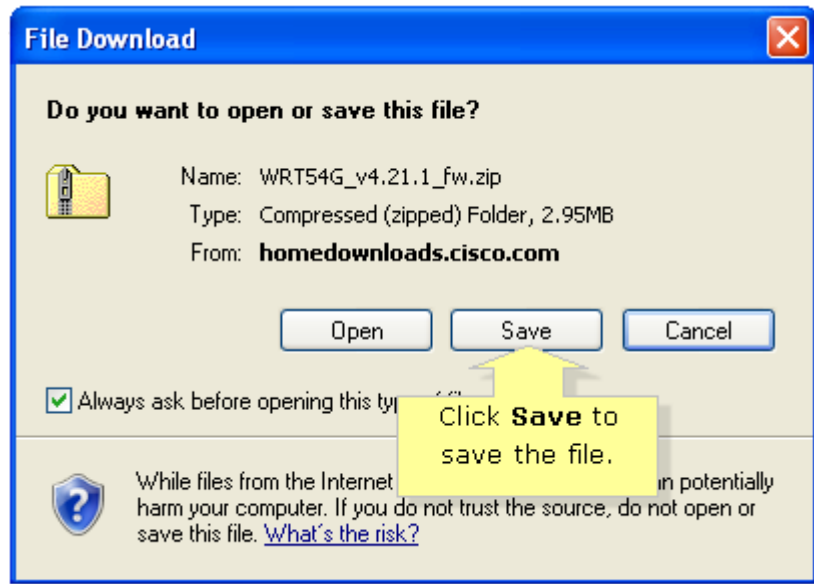 File Download
Do you want to open or save this file?
Name: WRT54G_v4.21.1_fw.zip
Type: Compressed (zipped) Folder, 2.95MB
From: homedownloads.cisco.com
Open Save Cancel
Always ask before opening this
Click Save to
save the file.
While files from the Internet potentially
harm your computer. If you do not trust the source, do not open or
save this file. What's the risk?